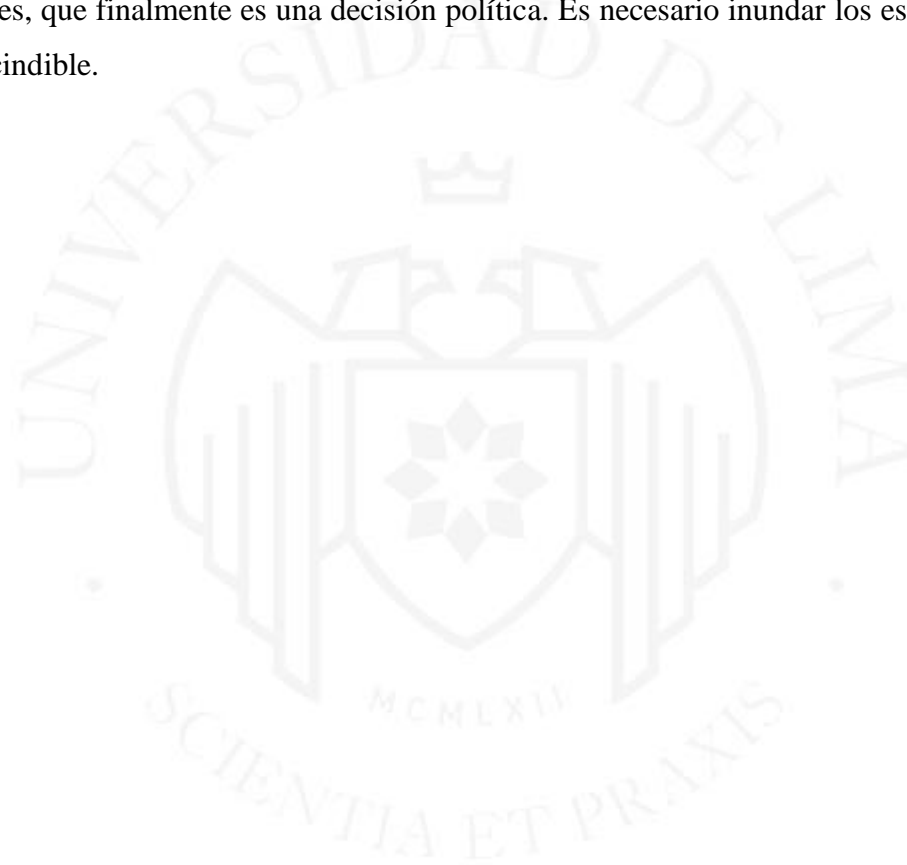 es, que finalmente es una decisión política. Es necesario inundar los es
cindible.
UNIVERSIDAD DE LIMA
MCMLXII
SCIENTIA ET PRAXIS